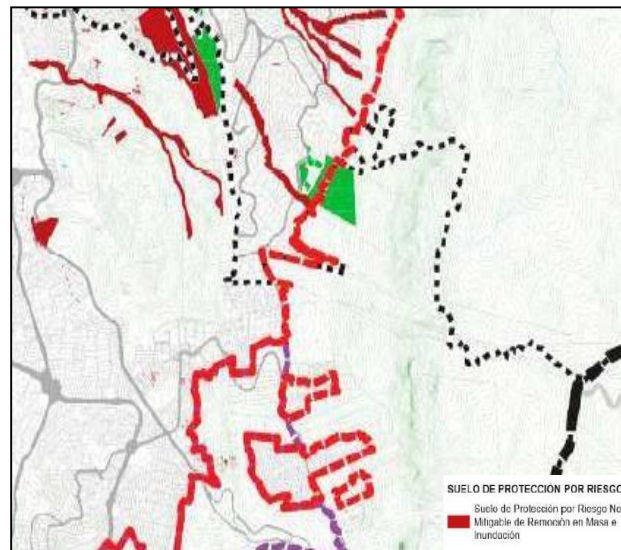 SUELO DE PROTECCIÓN POR RIESGO
Suelo de Protección por Riesgo No
Mitigable de Remoción en Masa e
Inundación